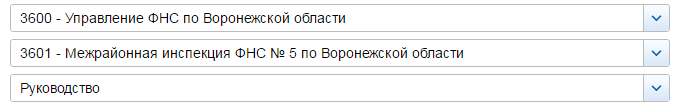 3600 - Управление ФНС по Воронежской области
3601 - Межрайонная инспекция ФНС № 5 по Воронежской области
Руководство